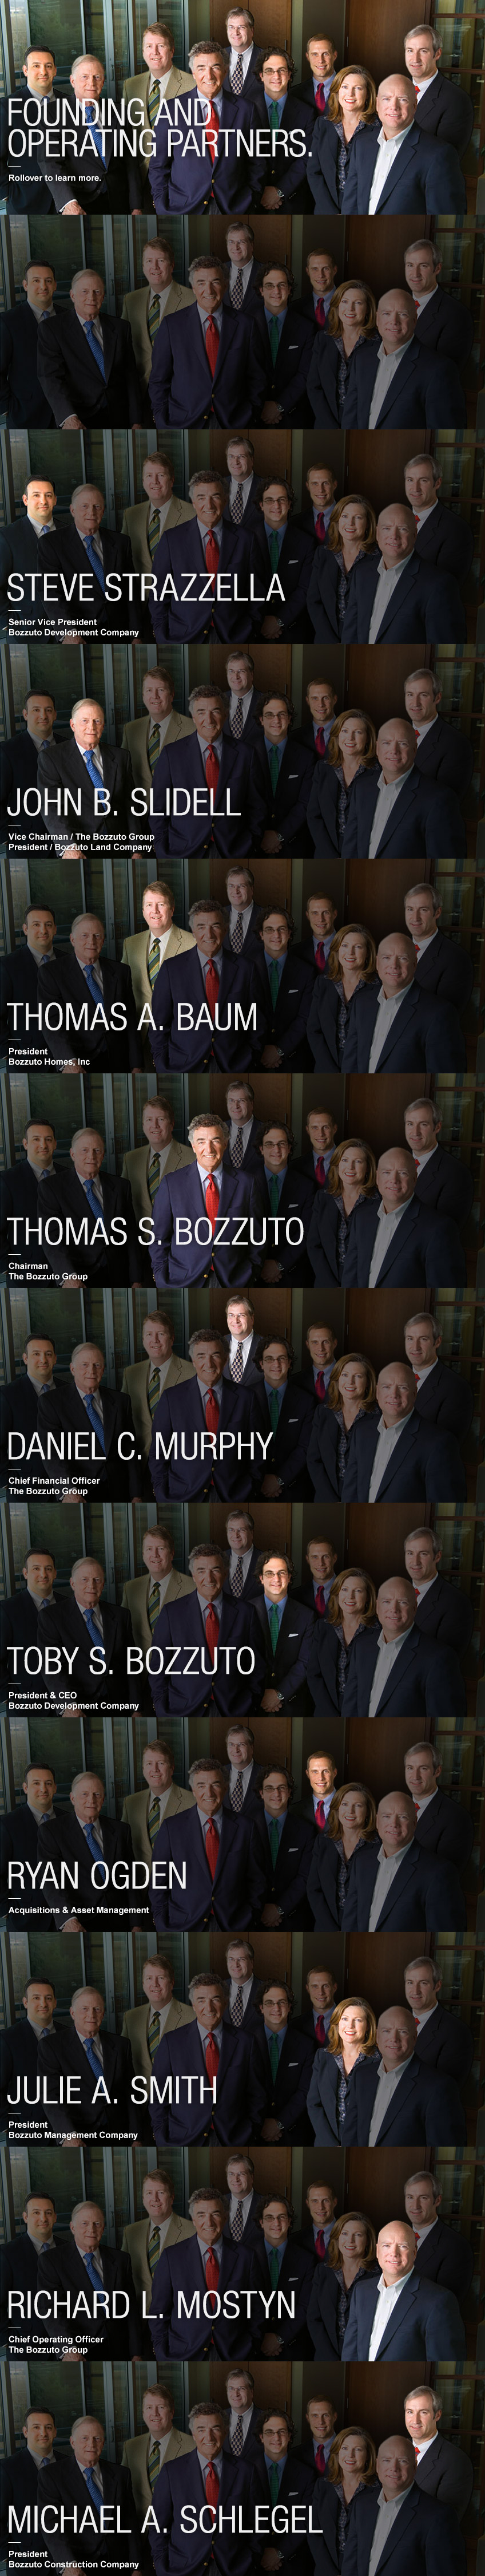 FOUNDING AND
OPERATING PARTNERS.
Rollover to learn more.
STEVE STRAZZELLA
Senior Vice President
Bozzuto Development Company
JOHN B. SLIDELL
Vice Chairman / The Bozzuto Group
President / Bozzuto Land Company
THOMAS A. BAUM
President
Bozzuto Homes, Inc
THOMAS S. BOZZUTO
Chairman
The Bozzuto Group
DANIEL C. MURPHY
Chief Financial Officer
The Bozzuto Group
TOBY S. BOZZUTO
President & CEO
Bozzuto Development Company
RYAN OGDEN
Acquisitions & Asset Management
JULIE A. SMITH
President
Bozzuto Management Company
RICHARD L. MOSTYN
Chief Operating Officer
The Bozzuto Group
MICHAEL A. SCHLEGEL
President
Bozzuto Construction Company